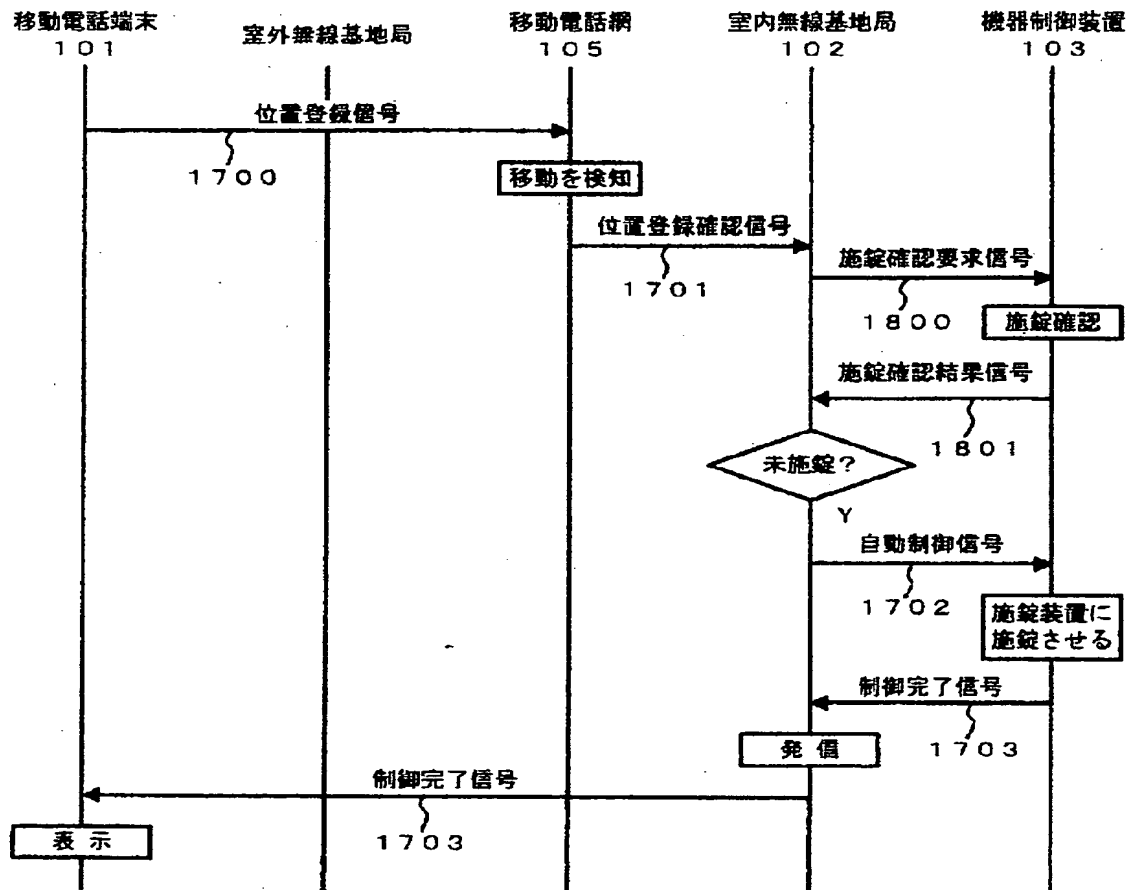 移動電話端末
101
室外無線基地局
移動電話網
105
室内無線基地局
102
機器制御装置
103
位置登録信号
1700
移動を検知
位置登録確認信号
1701
施錠確認要求信号
1800
施錠確認
施錠確認結果信号
1801
未施錠?
Y
自動制御信号
1702
施錠装置に
施錠させる
制御完了信号
1703
発信
制御完了信号
1703
表示